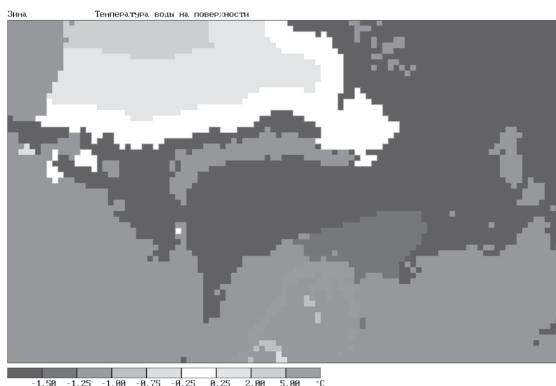 Зима Температура воды на поверхности
-1.50 -1.25 -1.00 -0.75 -0.25 0.25 2.00 5.00 °C